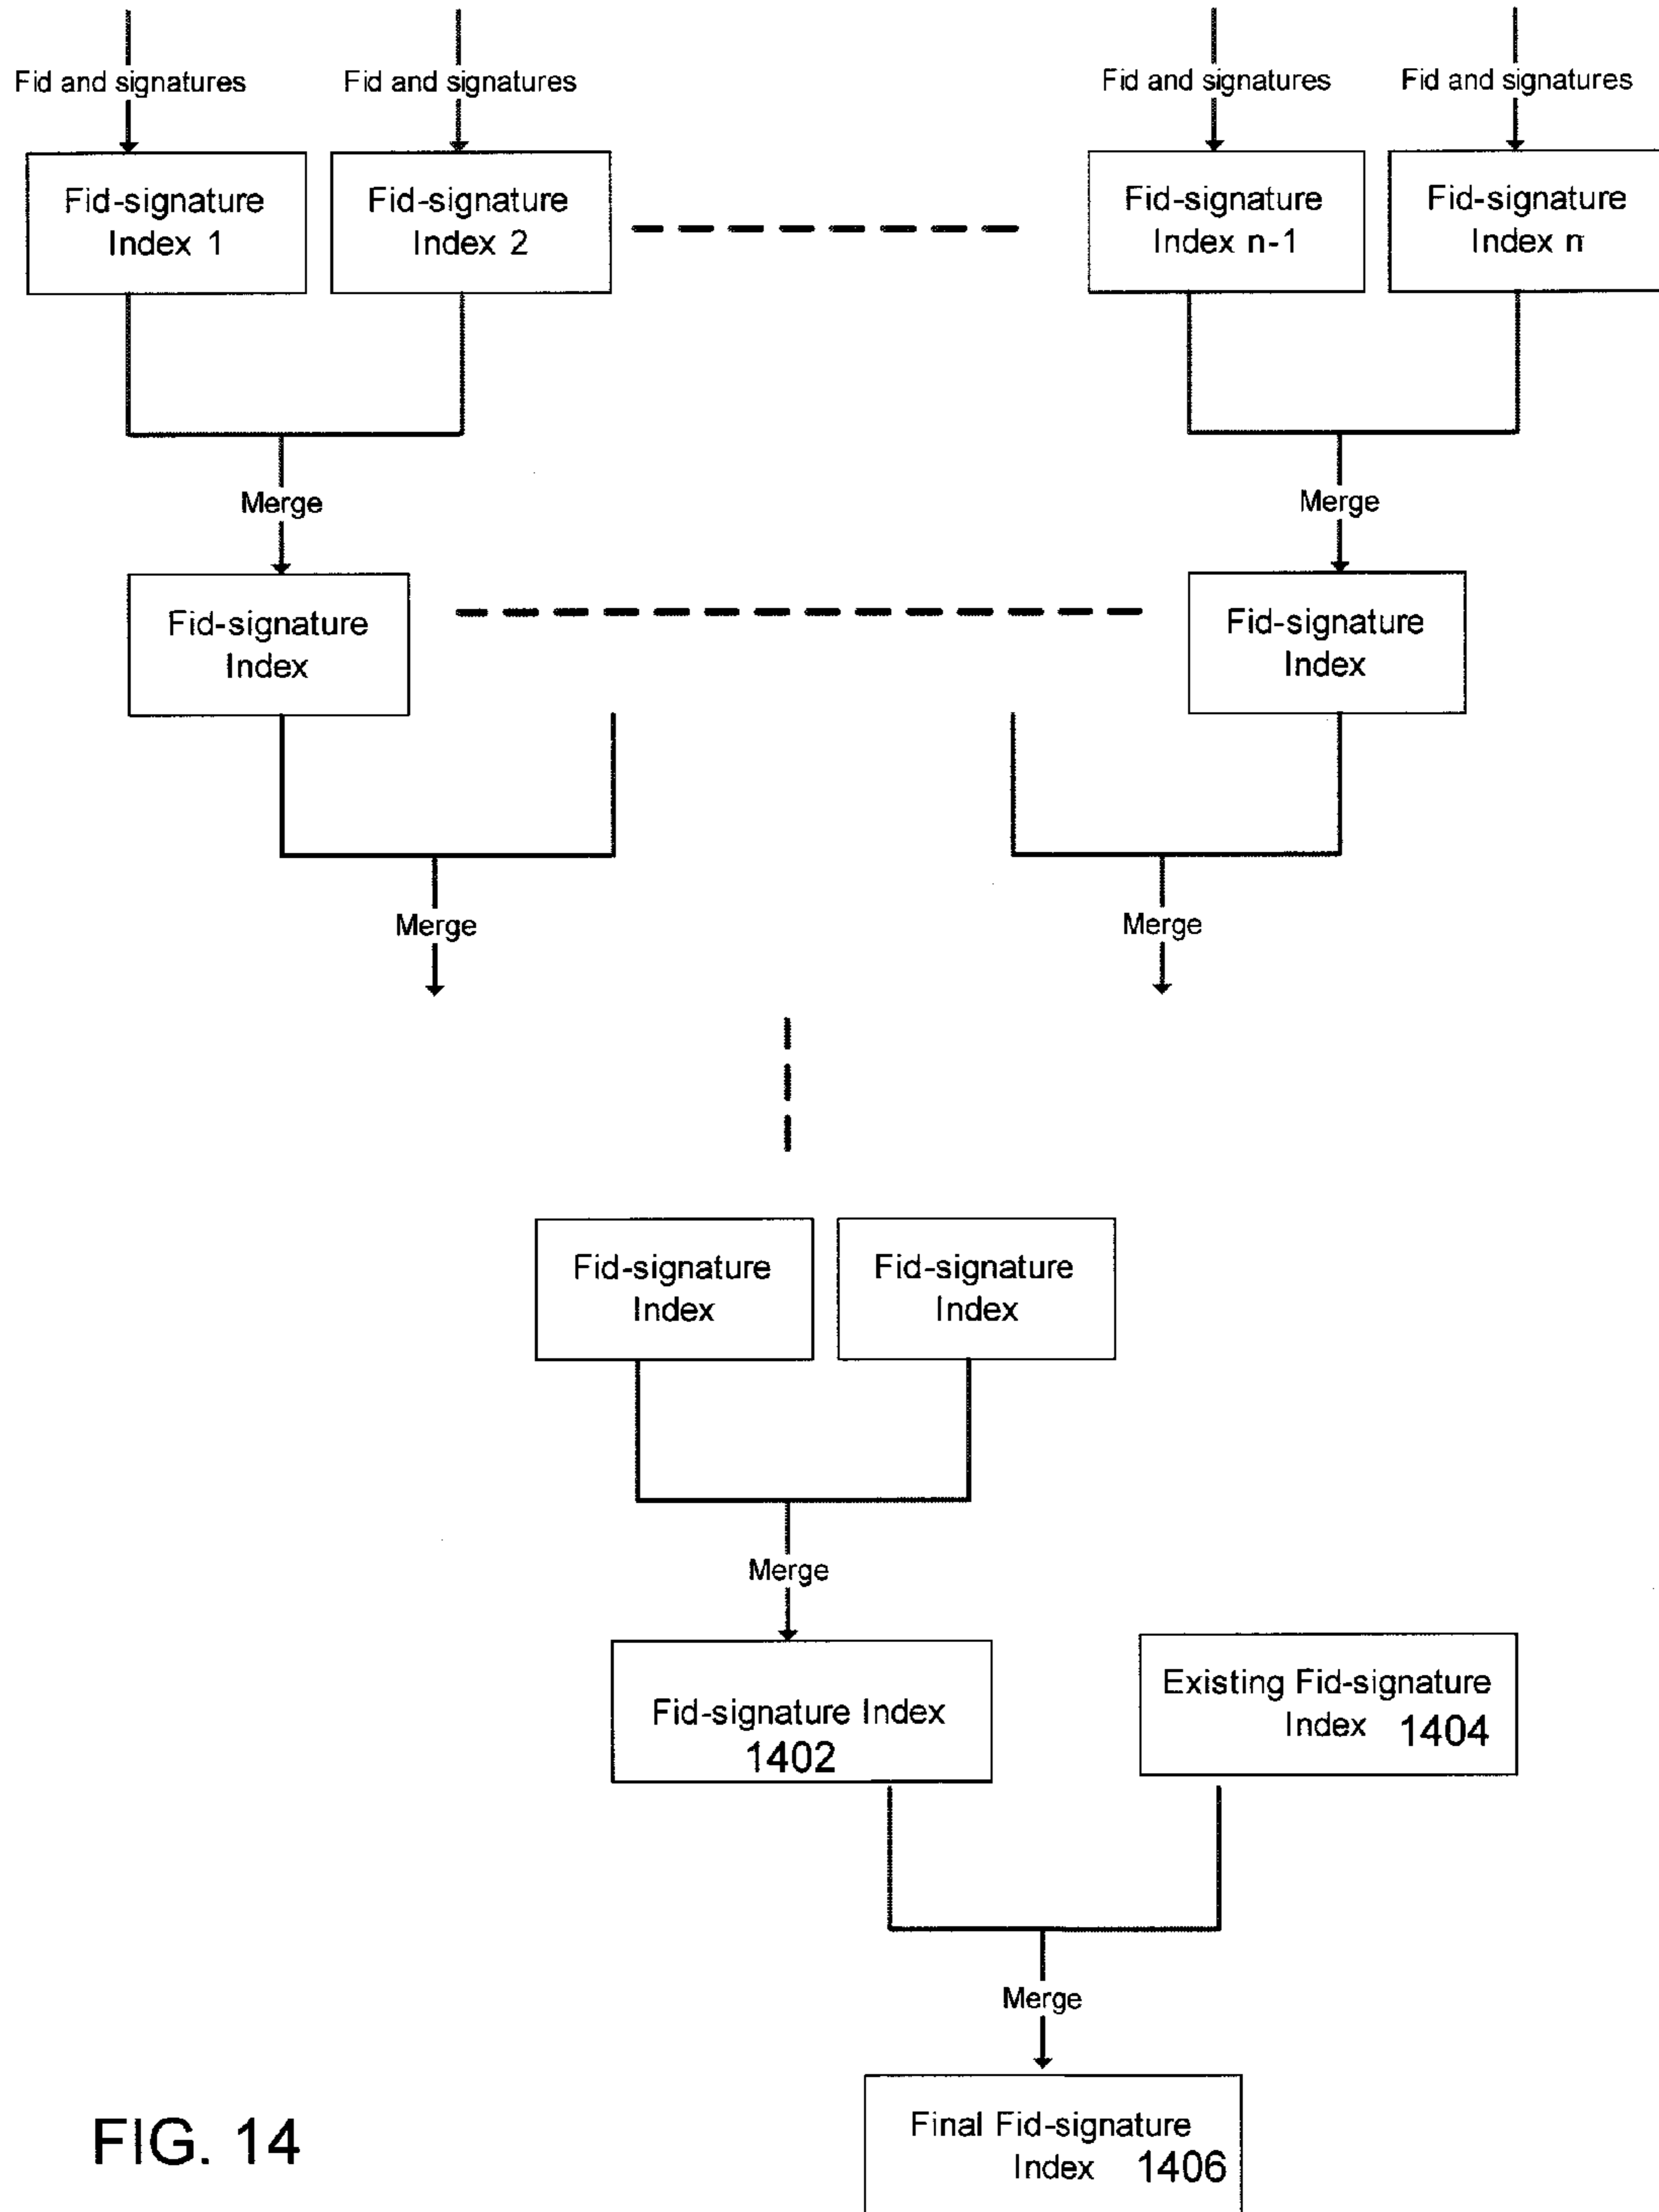 Fid and signatures
Fid and signatures
Fid and signatures
Fid and signatures
Fid-signature
Index 1
Fid-signature
Index 2
Fid-signature
Index n-1
Fid-signature
Index n
Merge
Merge
Fid-signature
Index
Fid-signature
Index
Merge
Merge
Fid-signature
Index
Fid-signature
Index
Merge
Fid-signature Index
1402
Existing Fid-signature
Index 1404
Merge
Final Fid-signature
Index 1406
FIG. 14